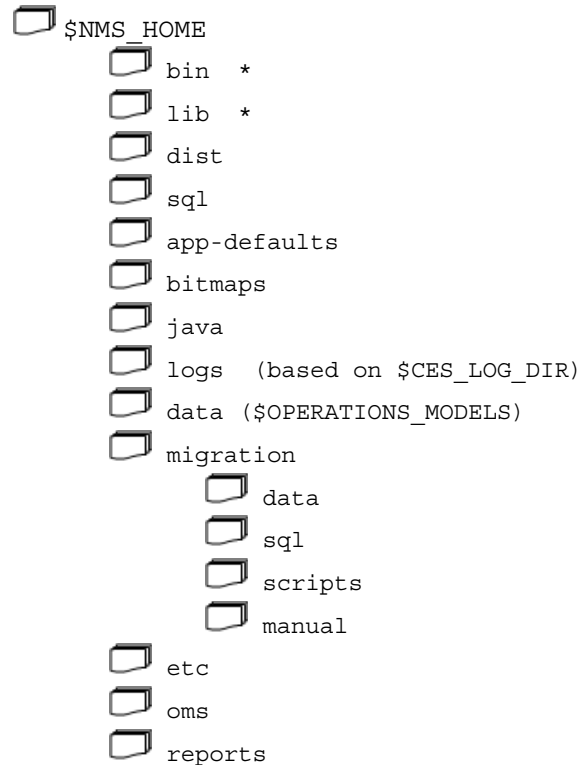 $NMS_HOME
bin *
lib *
dist
sql
app-defaults
bitmaps
java
logs (based on $CES_LOG_DIR)
data ($OPERATIONS_MODELS)
migration
data
sql
scripts
manual
etc
oms
reports